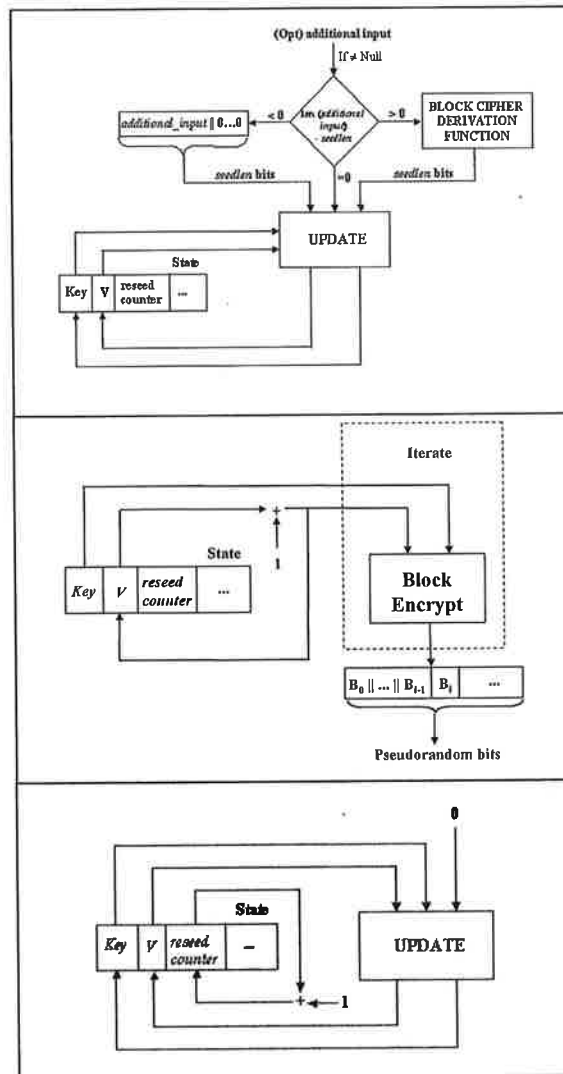 (Opt) additional input
If ≠ Null
< 0
len (additional
input)
- seedlen
> 0
additional_input || 0...0
BLOCK CIPHER
DERIVATION
FUNCTION
seedlen bits
=0
seedlen bits
UPDATE
State
Key
V
reseed
counter
...
Iterate
+
1
State
Key
V
reseed
counter
...
Block
Encrypt
B₀ || ... || Bᵢ₋₁
Bᵢ
...
Pseudorandom bits
0
State
Key
V
reseed
counter
...
UPDATE
+
1